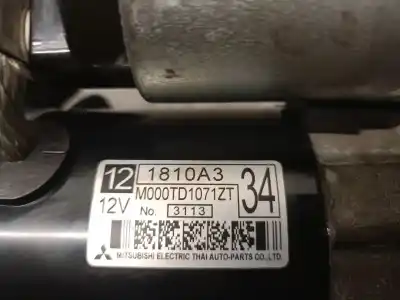 12 1810A3
M000TD1071ZT 34
12V No. 3113
MITSUBISHI ELECTRIC THAI AUTO-PARTS CO.,LTD.